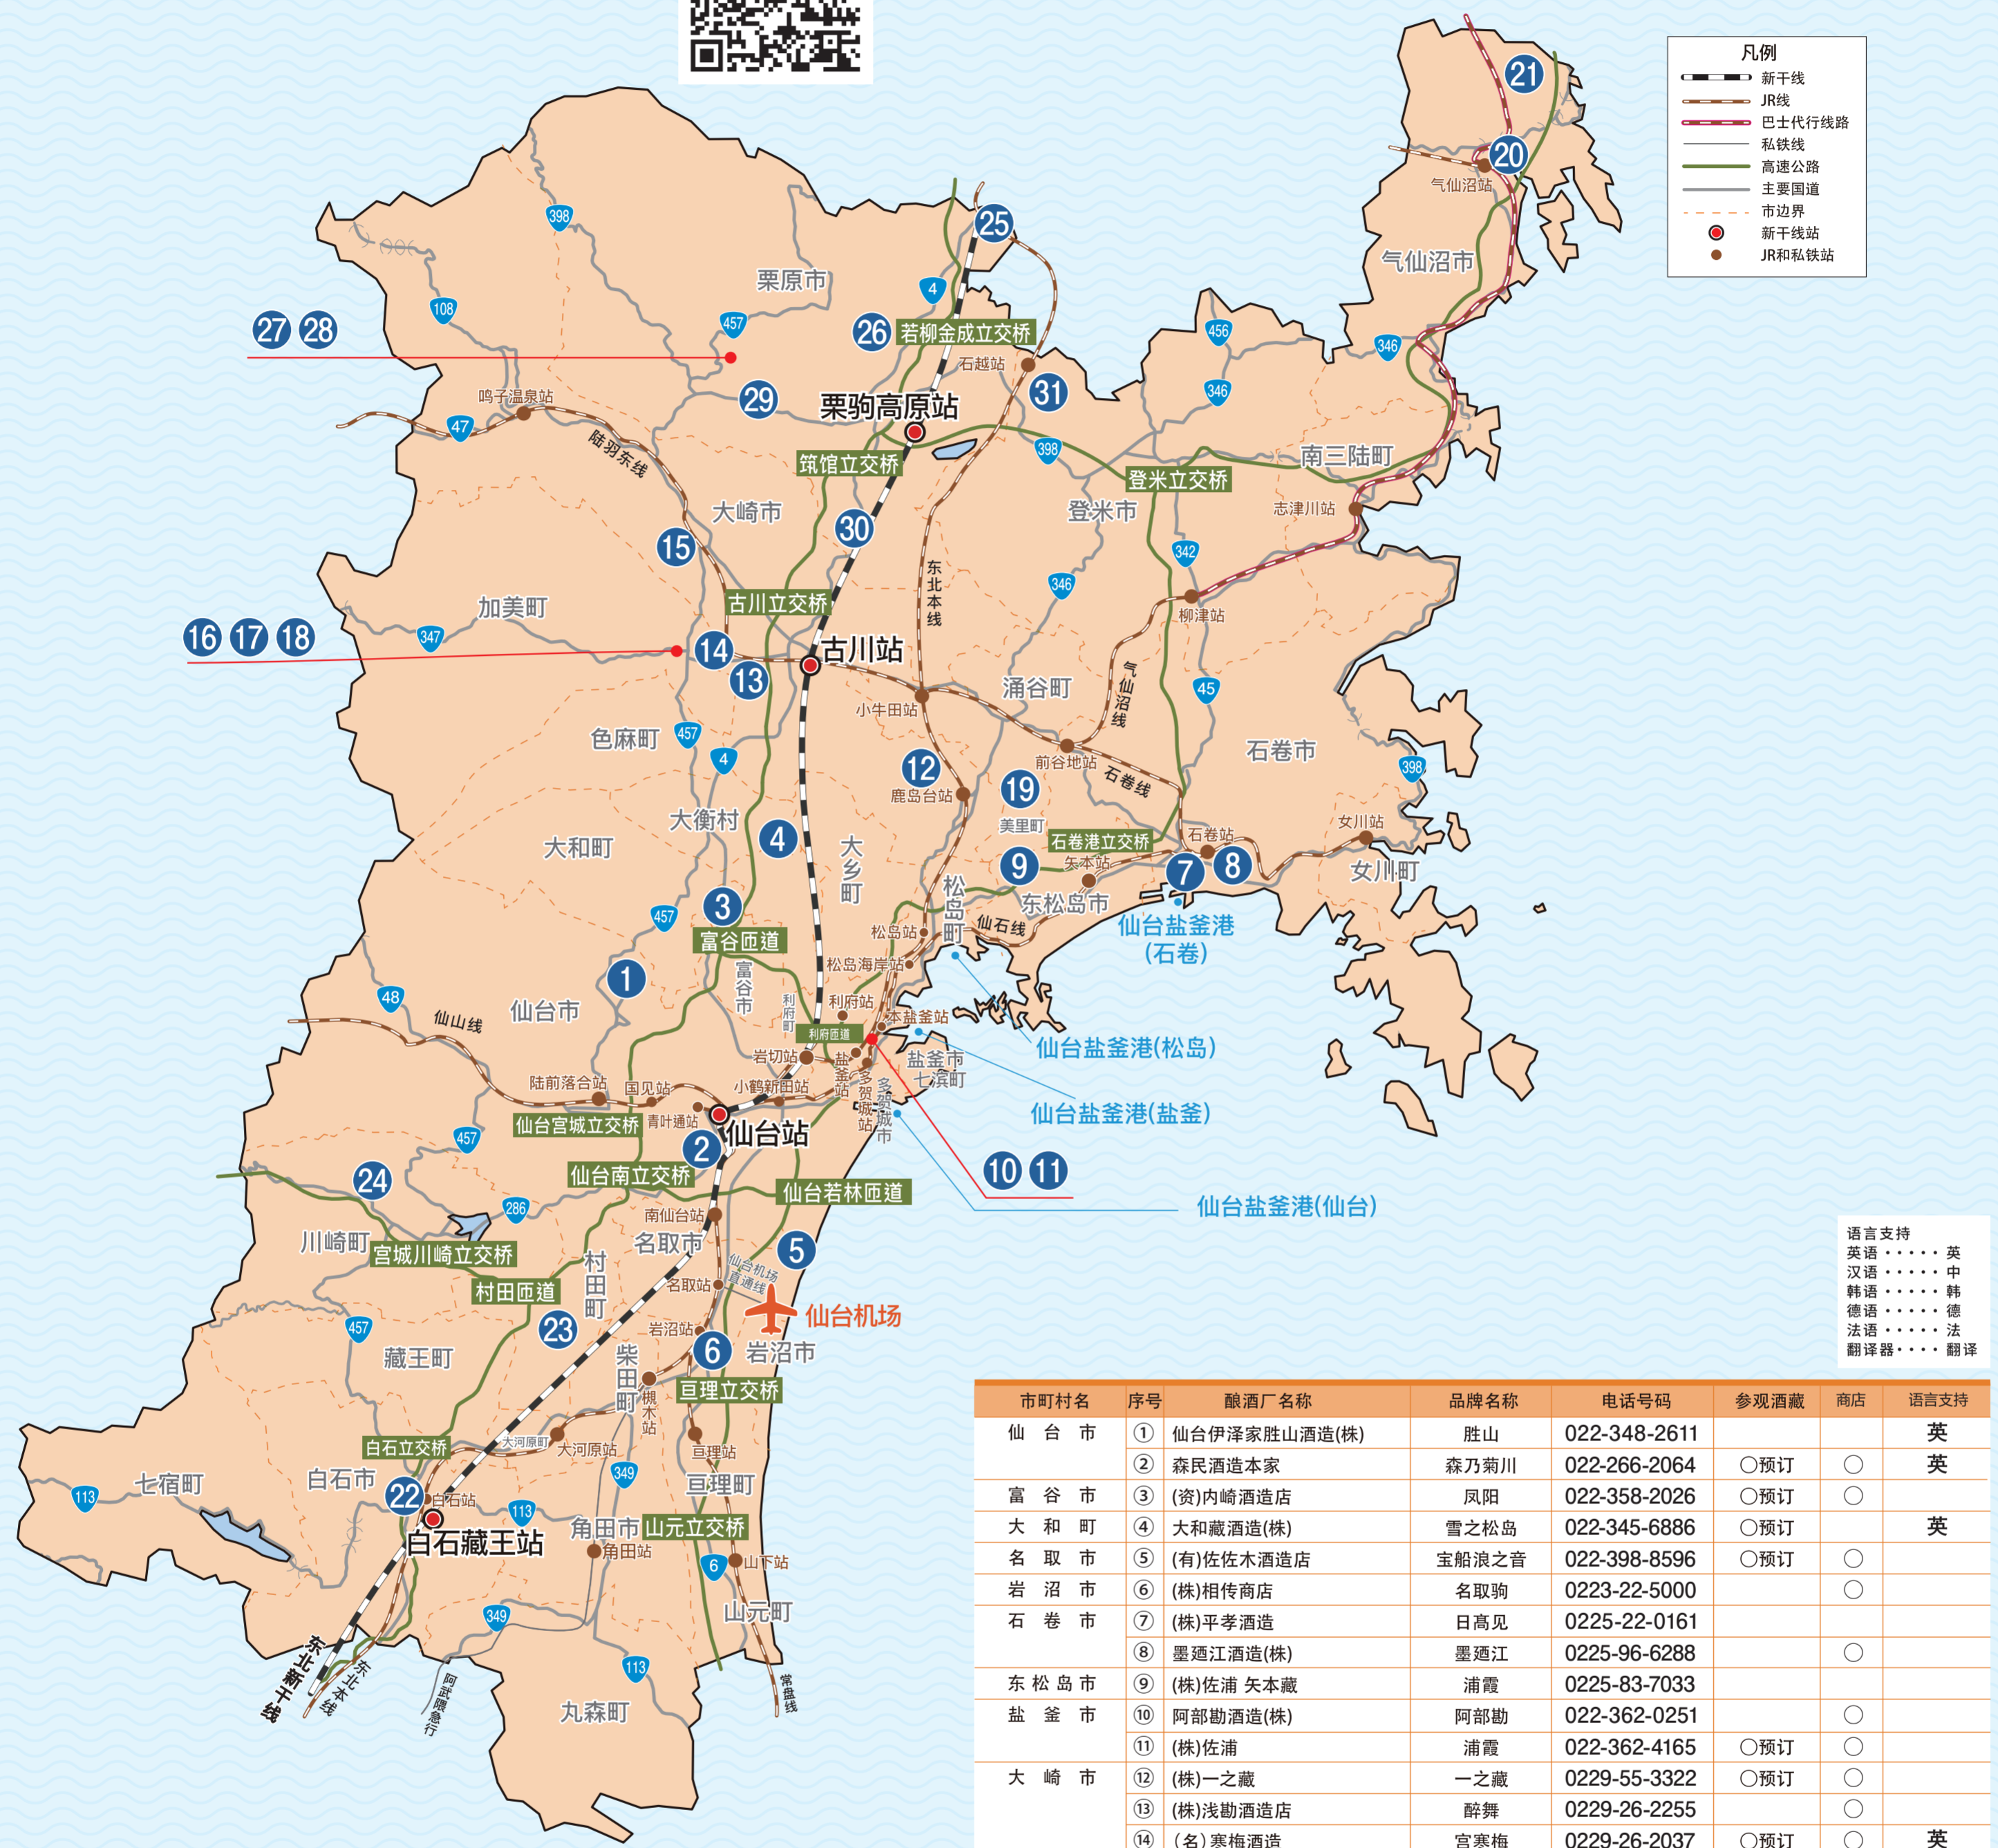 凡例
新干线
JR线
巴士代行线路
私铁线
高速公路
主要国道
市边界
新干线站
JR和私铁站
21
20
气仙沼站
气仙沼市
25
398
栗原市
4
108
27 28
457
26
若柳金成立交桥
石越站
456
346
346
29
31
鸣子温泉站
47
栗驹高原站
陆羽东线
筑馆立交桥
398
登米立交桥
南三陆町
大崎市
登米市
志津川站
30
15
342
东北本线
346
加美町
古川立交桥
柳津站
16 17 18
347
14
古川站
13
气仙沼线
涌谷町
45
小牛田站
色麻町
457
4
石卷市
前谷地站
398
12
石卷线
鹿岛台站
19
大衡村
美里町
4
大和町
大乡町
石卷港立交桥
石卷站
女川站
9
矢本站
7
8
女川町
松岛町
东松岛市
3
457
富谷匝道
松岛站
仙石线
仙台盐釜港
(石卷)
松岛海岸站
1
富谷市
48
利府町
利府站
仙台市
仙山线
利府匝道
本盐釜站
仙台盐釜港(松岛)
岩切站
盐釜站
盐釜市
七滨町
多贺城站
多贺城市
陆前落合站
国见站
小鹤新田站
青叶通站
仙台盐釜港(盐釜)
仙台宫城立交桥
仙台站
457
2
10 11
24
仙台南立交桥
仙台若林匝道
仙台盐釜港(仙台)
286
南仙台站
川崎町
宫城川崎立交桥
名取市
5
村田町
村田匝道
仙台机场
直通线
名取站
仙台机场
23
岩沼站
457
6
岩沼市
藏王町
柴田町
亘理立交桥
槻木站
白石立交桥
大河原町
大河原站
亘理站
349
七宿町
113
白石市
22
白石站
亘理町
113
角田市
山元立交桥
白石藏王站
角田站
6
山下站
349
山元町
东北新干线
东北本线
阿武隈急行
113
常盘线
丸森町
语言支持
英语・・・・・英
汉语・・・・・中
韩语・・・・・韩
德语・・・・・德
法语・・・・・法
翻译器・・・・翻译
市町村名 序号 酿酒厂名称 品牌名称 电话号码 参观酒藏 商店 语言支持
仙台市 ① 仙台伊泽家胜山酒造(株) 胜山 022-348-2611 英
② 森民酒造本家 森乃菊川 022-266-2064 〇预订 〇 英
富谷市 ③ (资)内崎酒造店 凤阳 022-358-2026 〇预订 〇
大和町 ④ 大和藏酒造(株) 雪之松岛 022-345-6886 〇预订 英
名取市 ⑤ (有)佐佐木酒造店 宝船浪之音 022-398-8596 〇预订 〇
岩沼市 ⑥ (株)相传商店 名取驹 0223-22-5000 〇
石卷市 ⑦ (株)平孝酒造 日髙见 0225-22-0161
⑧ 墨廼江酒造(株) 墨廼江 0225-96-6288 〇
东松岛市 ⑨ (株)佐浦 矢本藏 浦霞 0225-83-7033
盐釜市 ⑩ 阿部勘酒造(株) 阿部勘 022-362-0251 〇
⑪ (株)佐浦 浦霞 022-362-4165 〇预订 〇
大崎市 ⑫ (株)一之藏 一之藏 0229-55-3322 〇预订 〇
⑬ (株)浅勘酒造店 醉舞 0229-26-2255 〇
⑭ (名)寒梅酒造 宫寒梅 0229-26-2037 〇预订 〇 英